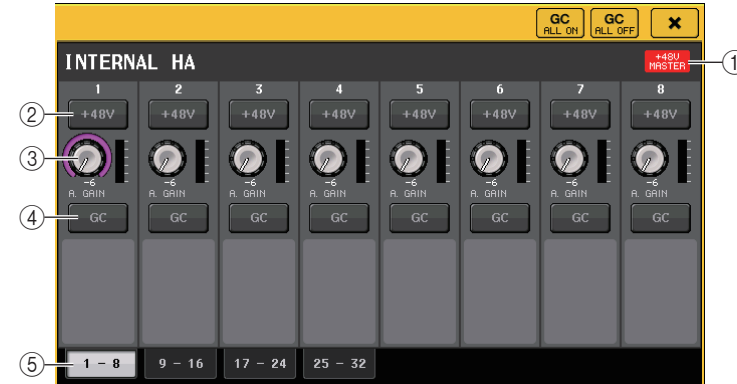 GC ALL ON GC ALL OFF ×
INTERNAL HA +48V MASTER ①
1 2 3 4 5 6 7 8
② +48V +48V +48V +48V +48V +48V +48V +48V
③
-6 -6 -6 -6 -6 -6 -6 -6
A. GAIN A. GAIN A. GAIN A. GAIN A. GAIN A. GAIN A. GAIN A. GAIN
④ GC GC GC GC GC GC GC GC
⑤ 1 - 8 9 - 16 17 - 24 25 - 32